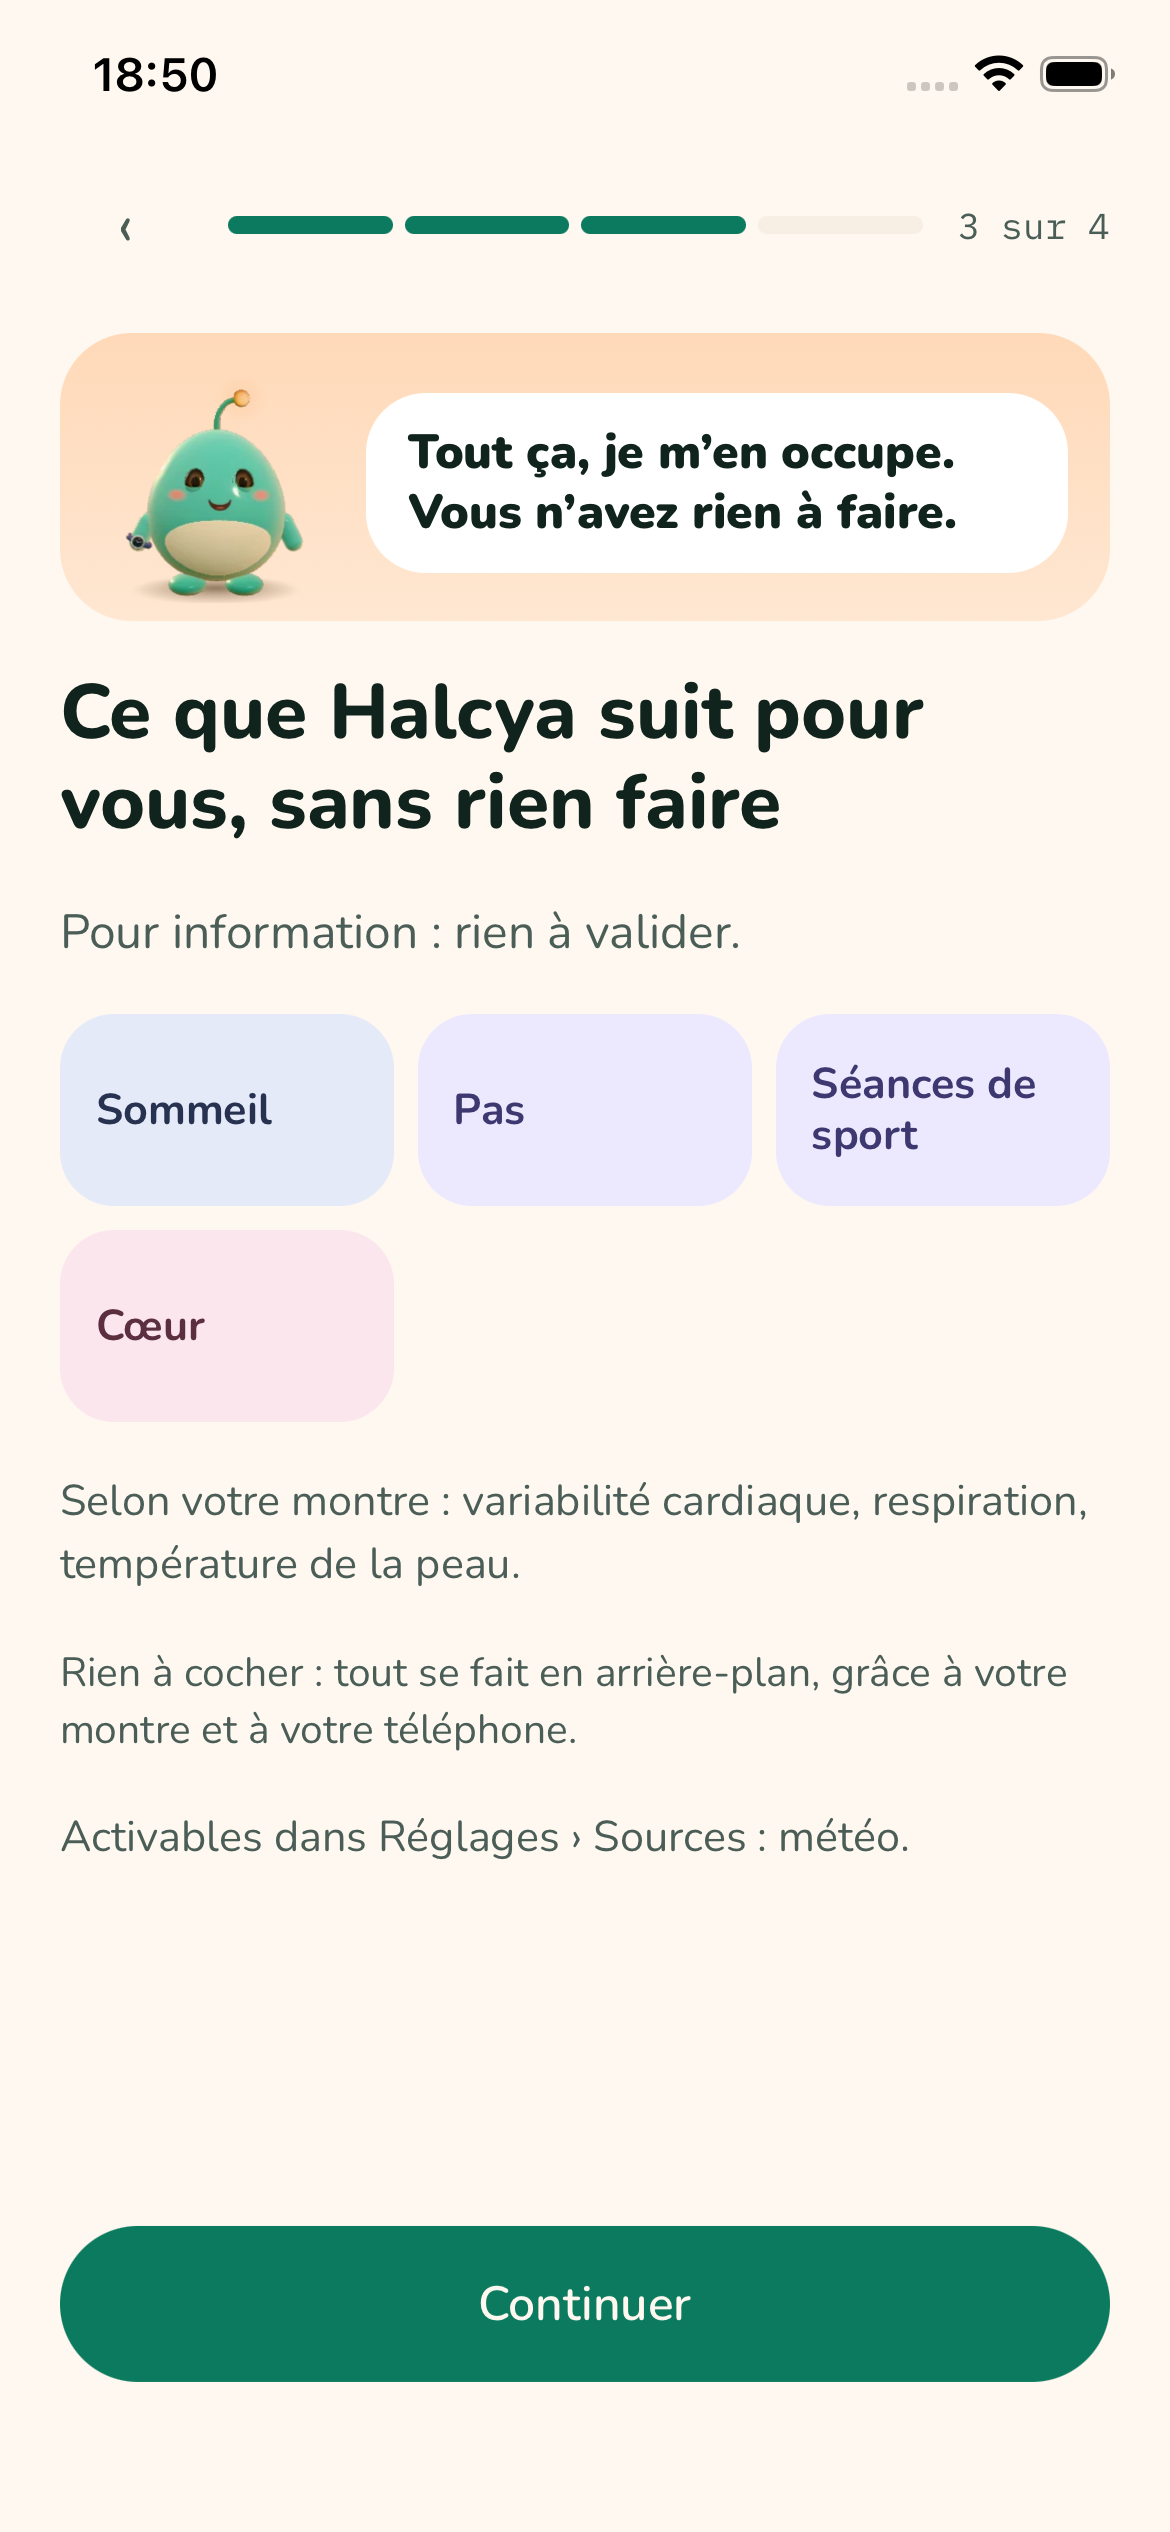 18:50
‹
3 sur 4
Tout ça, je m’en occupe.
Vous n’avez rien à faire.
Ce que Halcya suit pour
vous, sans rien faire
Pour information : rien à valider.
Sommeil
Pas
Séances de
sport
Cœur
Selon votre montre : variabilité cardiaque, respiration,
température de la peau.
Rien à cocher : tout se fait en arrière-plan, grâce à votre
montre et à votre téléphone.
Activables dans Réglages › Sources : météo.
Continuer